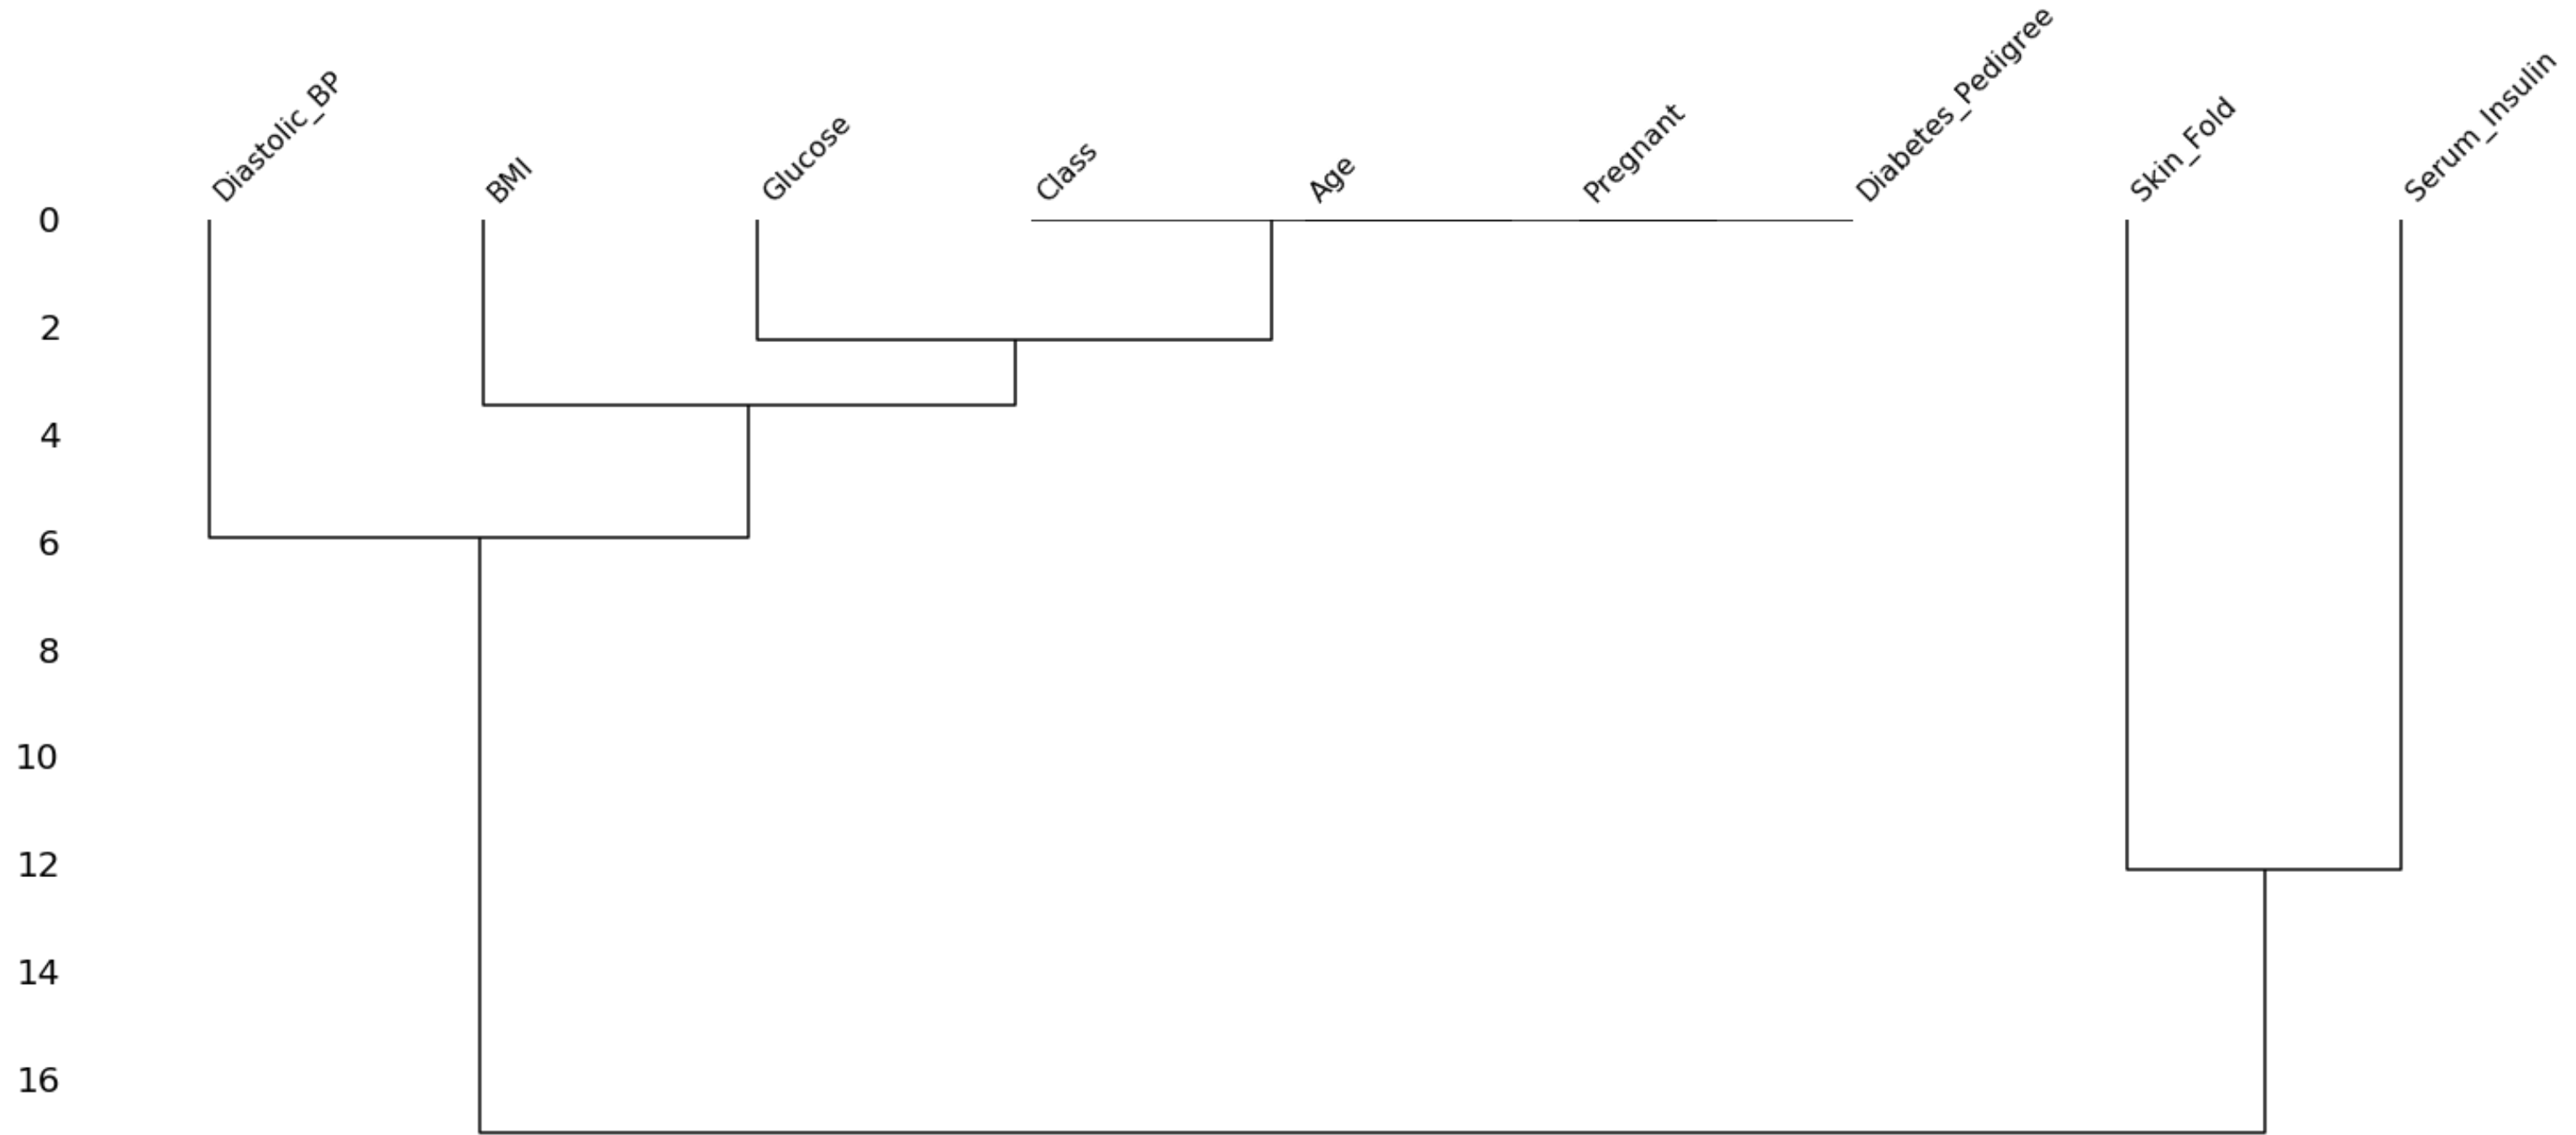 Diastolic_BP
BMI
Glucose
Class
Age
Pregnant
Diabetes_Pedigree
Skin_Fold
Serum_Insulin
0
2
4
6
8
10
12
14
16